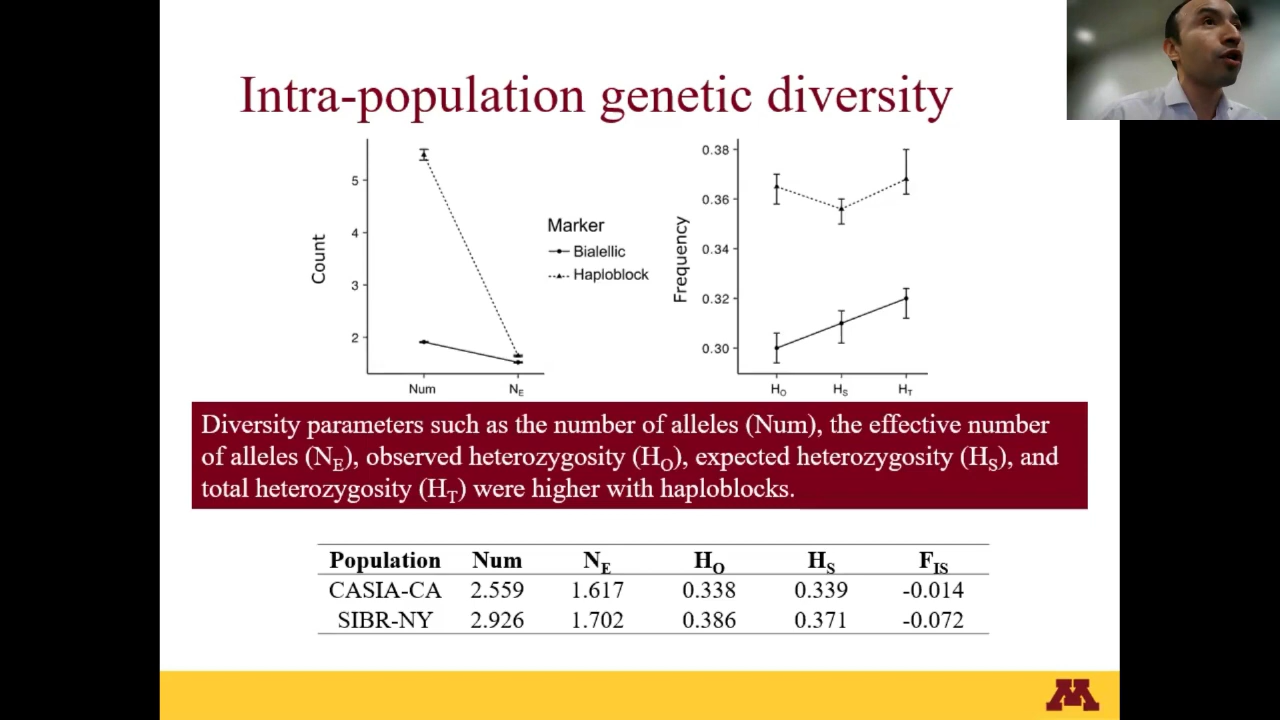 Intra-population genetic diversity
5
4
3
2
Count
Num
NE
Marker
Bialellic
Haploblock
0.38
0.36
0.34
0.32
0.30
Frequency
HO
HS
HT
Diversity parameters such as the number of alleles (Num), the effective number
of alleles (NE), observed heterozygosity (HO), expected heterozygosity (HS), and
total heterozygosity (HT) were higher with haploblocks.
Population Num NE HO HS FIS
CASIA-CA 2.559 1.617 0.338 0.339 -0.014
SIBR-NY 2.926 1.702 0.386 0.371 -0.072
M